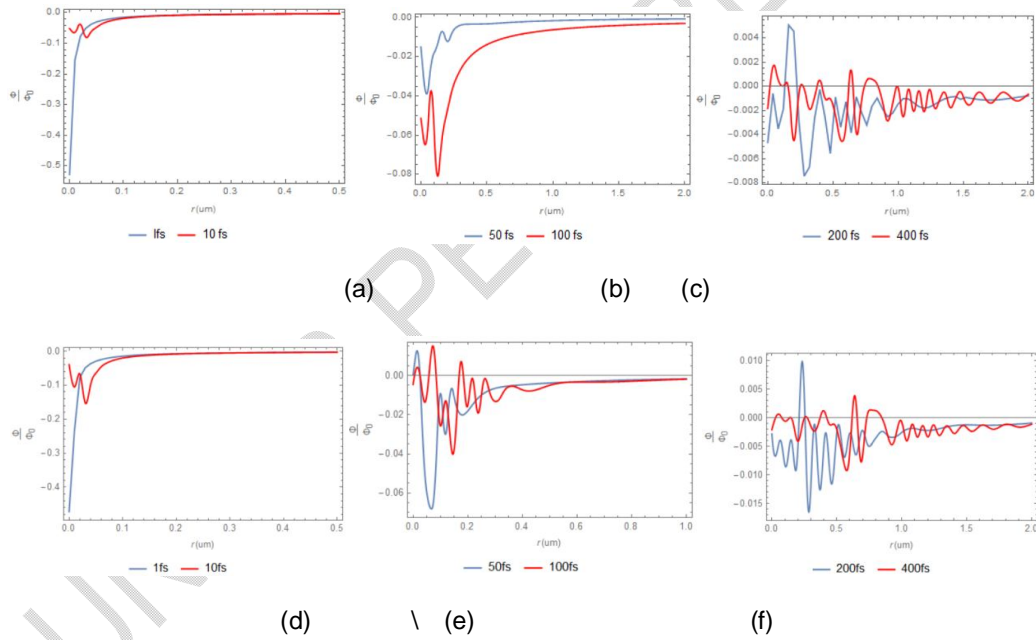 0.0
−0.1
−0.2
−0.3
−0.4
−0.5
Φ
Φ0
0.0 0.1 0.2 0.3 0.4 0.5
r(um)
lfs 10 fs
0.00
−0.02
−0.04
−0.06
−0.08
Φ
Φ0
0.0 0.5 1.0 1.5 2.0
r(um)
50 fs 100 fs
0.004
0.002
0.000
−0.002
−0.004
−0.006
−0.008
Φ
Φ0
0.0 0.5 1.0 1.5 2.0
r(um)
200 fs 400 fs
(a) (b) (c)
0.0
−0.1
−0.2
−0.3
−0.4
Φ
Φ0
0.0 0.1 0.2 0.3 0.4 0.5
r(um)
1fs 10fs
0.00
−0.02
−0.04
−0.06
Φ
Φ0
0.0 0.2 0.4 0.6 0.8 1.0
r(um)
50fs 100fs
0.010
0.005
0.000
−0.005
−0.010
−0.015
Φ
Φ0
0.0 0.5 1.0 1.5 2.0
r(um)
200fs 400fs
(d) \ (e) (f)